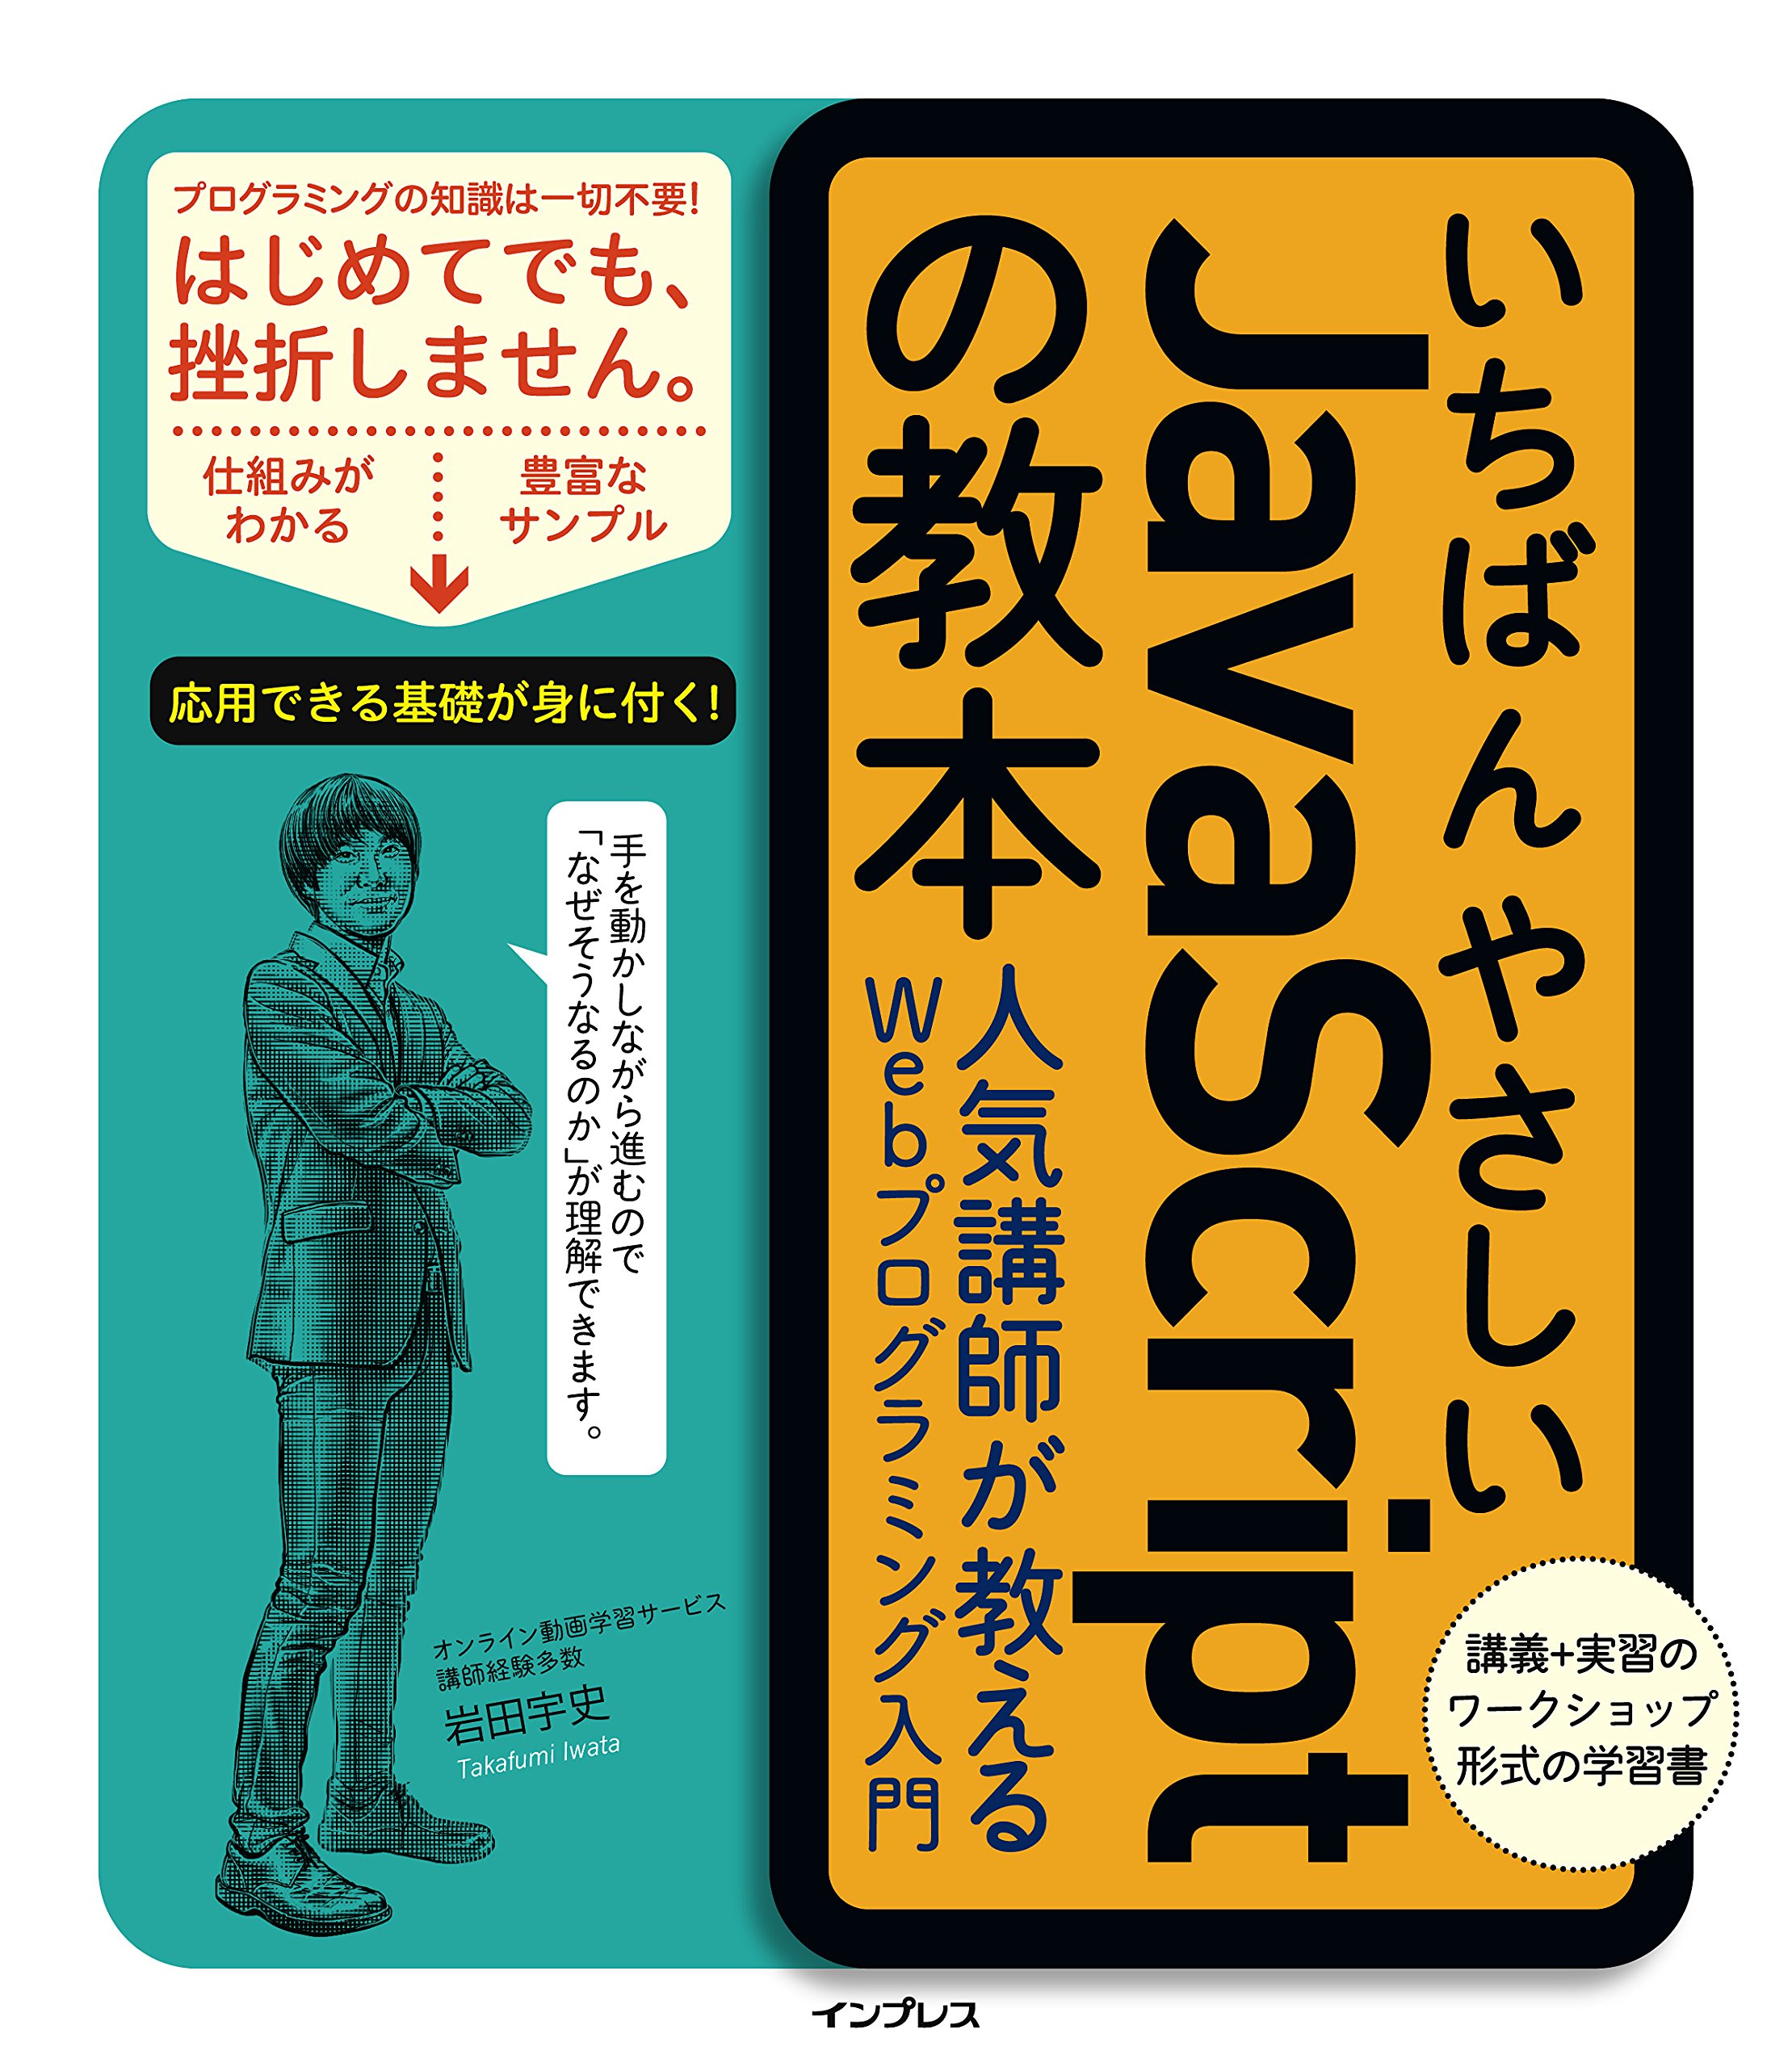 いちばんやさしい
JavaScript
の教本
人気講師が教える
Webプログラミング入門
講義+実習の
ワークショップ
形式の学習書
プログラミングの知識は一切不要!
はじめてでも、
挫折しません。
仕組みが
わかる
豊富な
サンプル
応用できる基礎が身に付く!
手を動かしながら進むので
「なぜそうなるのか」が理解できます。
オンライン動画学習サービス
講師経験多数
岩田宇史
Takafumi Iwata
インプレス